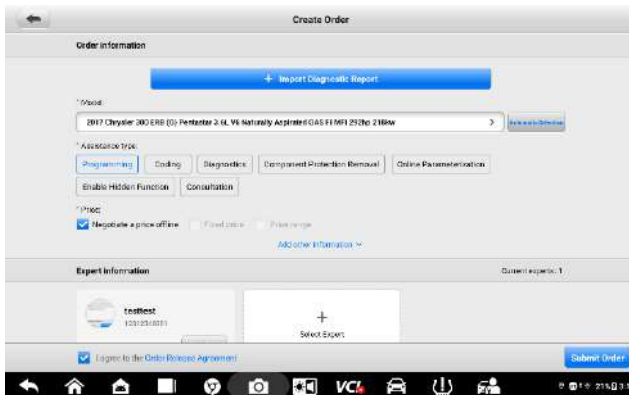 Create Order
Order information
+ Import Diagnostic Report
* Model
2017 Chrysler 300 ERB (G) Pentastar 3.6L V6 Naturally Aspirated GAS FI MFI 292hp 218kw >
* Assistance type:
Programming Coding Diagnostics Component Protection Removal Online Parameterisation
Enable Hidden Function Consultation
* Price:
Negotiate a price offline Fixed price Price range
Add other information
Expert information Current experts: 1
testtest
+
Select Expert
I agree to the Order Release Agreement
Submit Order
VCI